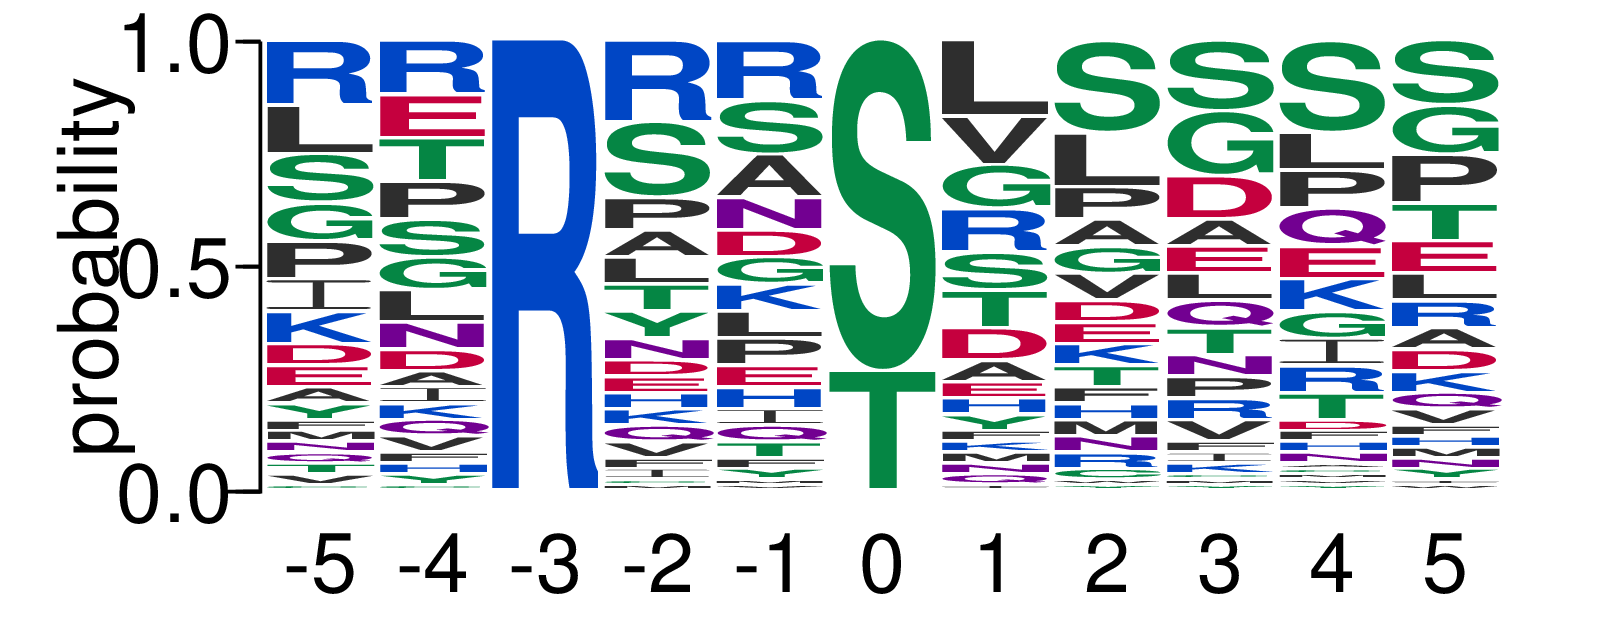 probability
1.0
0.5
0.0
R L S G P I K D E A Y F M N Q T V
R E T P S G L N D A I K Q V F H Y
R
R S P A L T Y N D E H K Q V F I
R S A N D G K L P E H I Q T Y
S T
L V G R S T D A E H Y F K M N Q I
S L P A G V D E K T F H M N R C
S G D A E L Q T N P R V F I K
S L P Q E K G I R T D F H N
S G P T E L R A D K Q V F H M N Y
-5 -4 -3 -2 -1 0 1 2 3 4 5